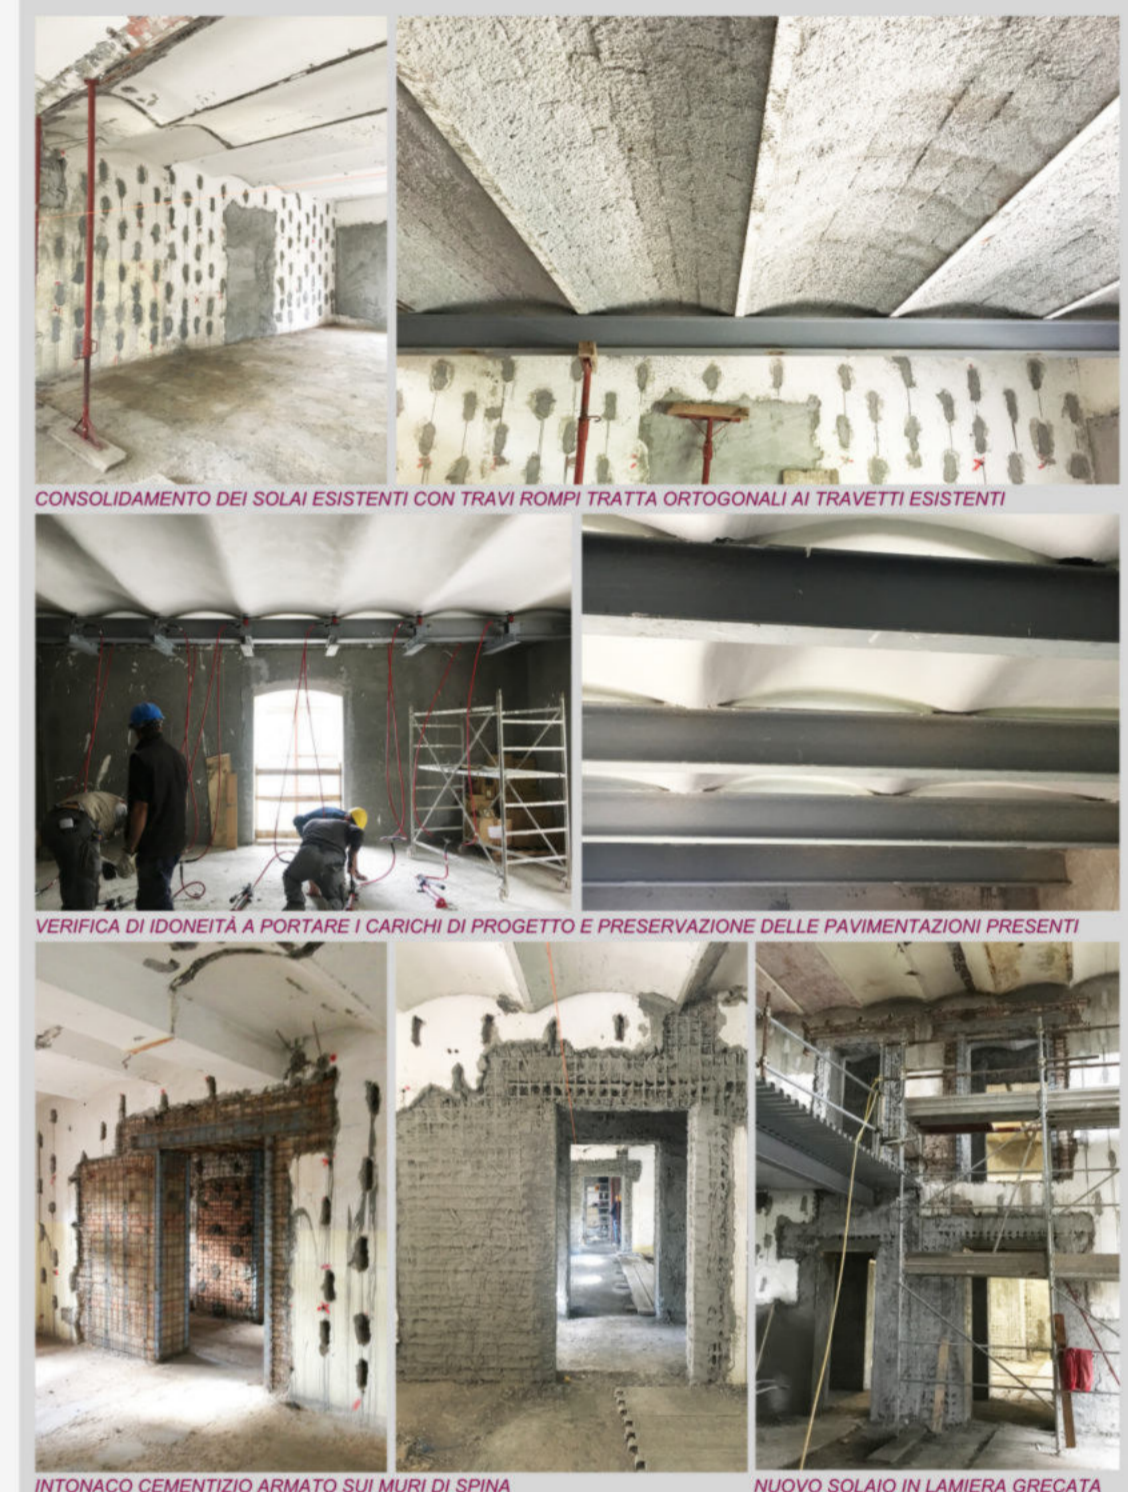 CONSOLIDAMENTO DEI SOLAI ESISTENTI CON TRAVI ROMPI TRATTA ORTOGONALI AI TRAVETTI ESISTENTI
VERIFICA DI IDONEITÀ A PORTARE I CARICHI DI PROGETTO E PRESERVAZIONE DELLE PAVIMENTAZIONI PRESENTI
INTONACO CEMENTIZIO ARMATO SUI MURI DI SPINA
NUOVO SOLAIO IN LAMIERA GRECATA